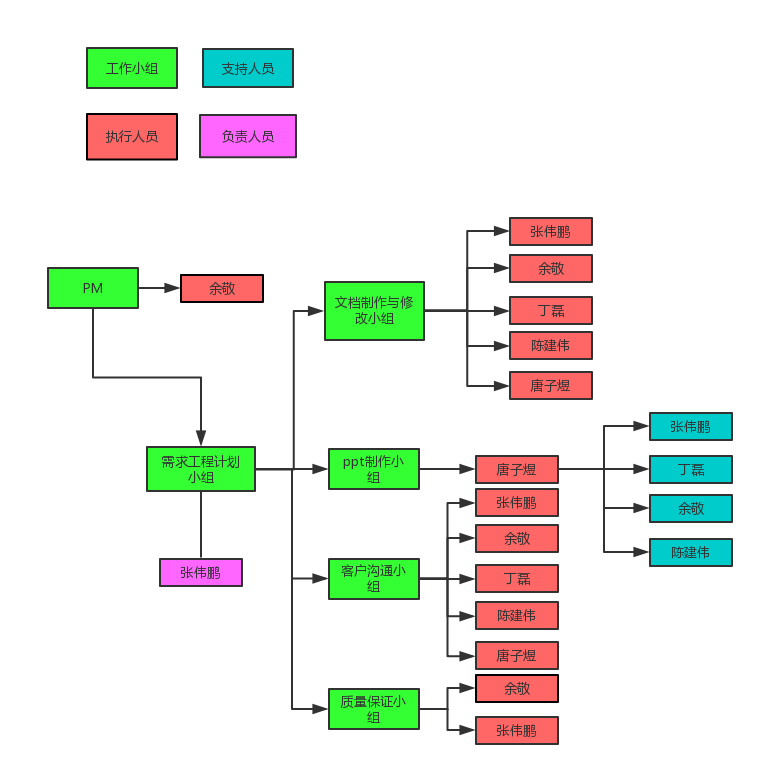 工作小组
支持人员
执行人员
负责人员
PM
余敬
文档制作与修
改小组
张伟鹏
余敬
丁磊
陈建伟
唐子煜
需求工程计划
小组
张伟鹏
ppt制作小
组
唐子煜
张伟鹏
丁磊
余敬
陈建伟
客户沟通小
组
张伟鹏
余敬
丁磊
陈建伟
唐子煜
质量保证小
组
余敬
张伟鹏